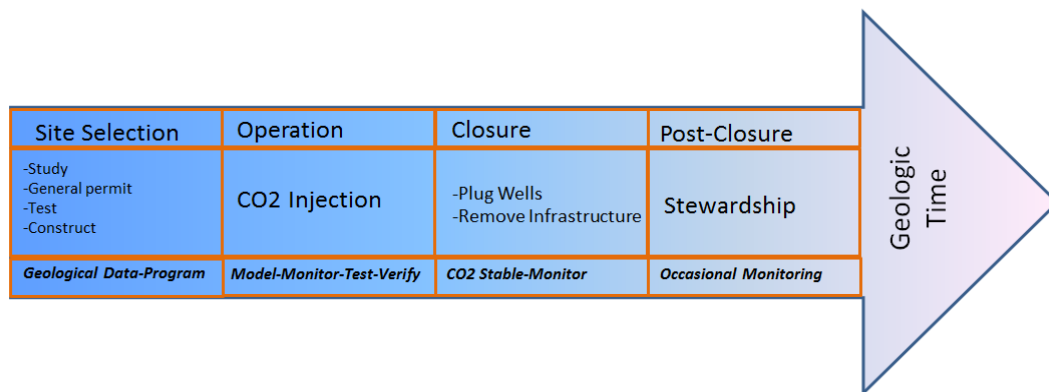 Site Selection
Operation
Closure
Post-Closure
-Study
-General permit
-Test
-Construct
CO2 Injection
-Plug Wells
-Remove Infrastructure
Stewardship
Geological Data-Program
Model-Monitor-Test-Verify
CO2 Stable-Monitor
Occasional Monitoring
Geologic
Time